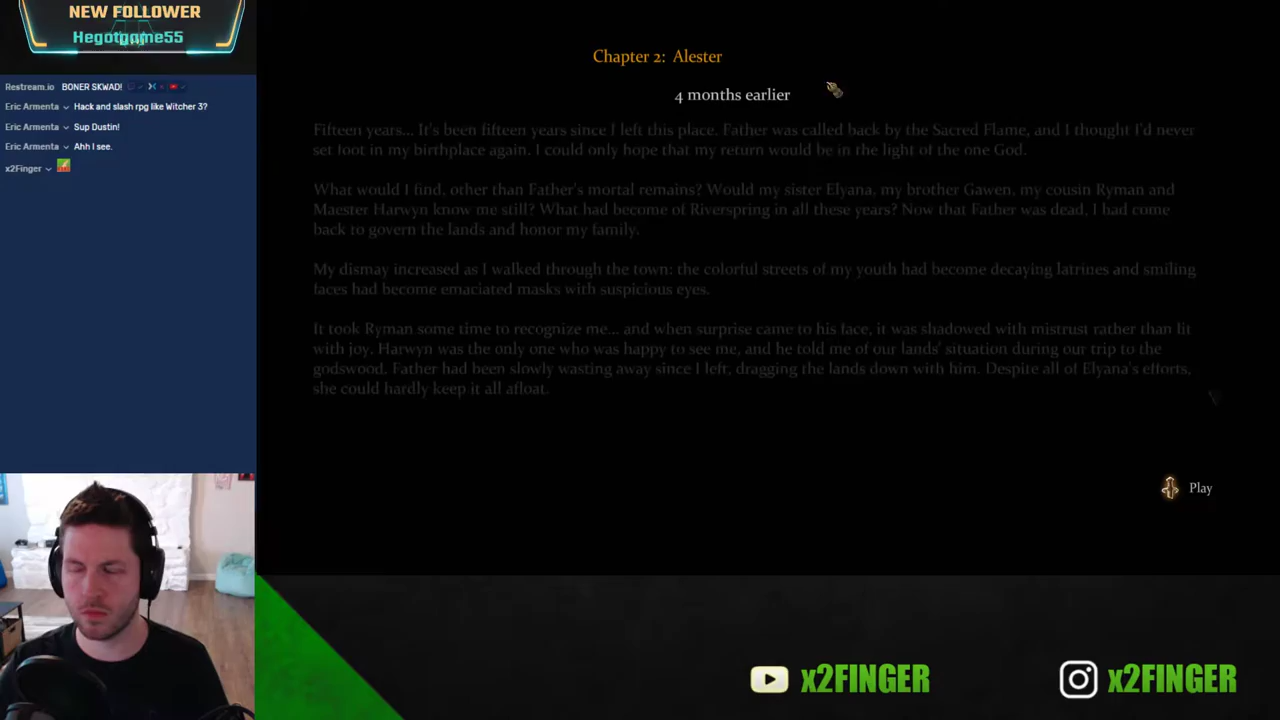 NEW FOLLOWER
Hegotgame55
Restream.io BONER SKWAD!
Eric Armenta Hack and slash rpg like Witcher 3?
Eric Armenta Sup Dustin!
Eric Armenta Ahh I see.
x2Finger
Chapter 2: Alester
4 months earlier
Fifteen years... It's been fifteen years since I left this place. Father was called back by the Sacred Flame, and I thought I'd never
set foot in my birthplace again. I could only hope that my return would be in the light of the one God.
What would I find, other than Father's mortal remains? Would my sister Elyana, my brother Gawen, my cousin Ryman and
Maester Harwyn know me still? What had become of Riverspring in all these years? Now that Father was dead, I had come
back to govern the lands and honor my family.
My dismay increased as I walked through the town: the colorful streets of my youth had become decaying latrines and smiling
faces had become emaciated masks with suspicious eyes.
It took Ryman some time to recognize me... and when surprise came to his face, it was shadowed with mistrust rather than lit
with joy. Harwyn was the only one who was happy to see me, and he told me of our lands' situation during our trip to the
godswood. Father had been slowly wasting away since I left, dragging the lands down with him. Despite all of Elyana's efforts,
she could hardly keep it all afloat.
Play
x2FINGER
x2FINGER